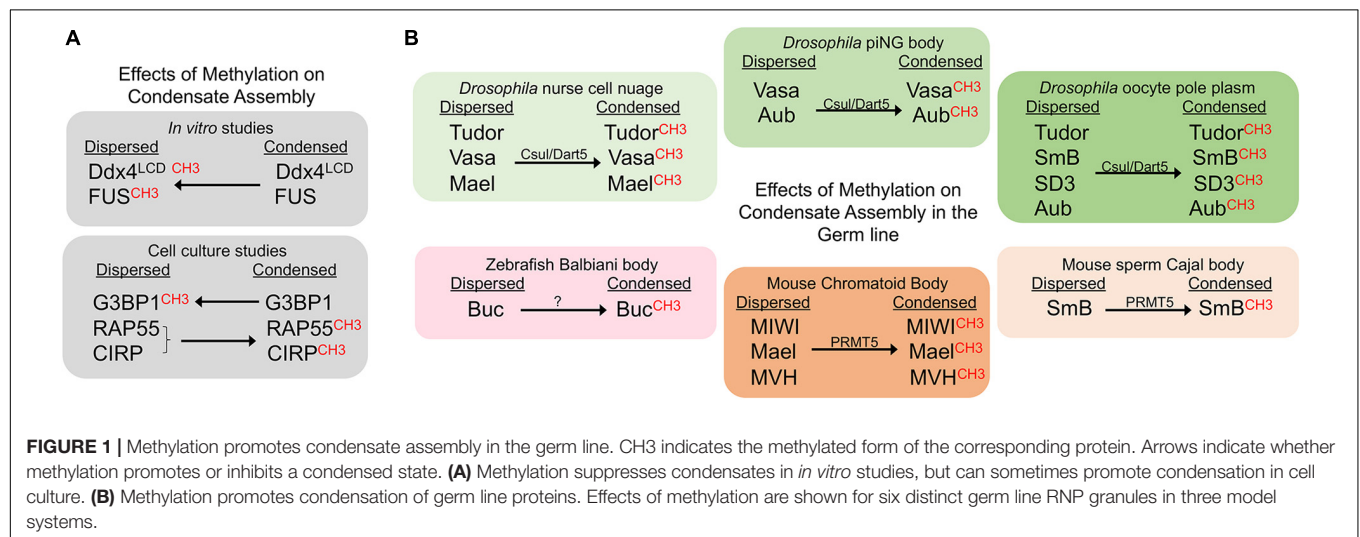 A
Effects of Methylation on
Condensate Assembly
In vitro studies
Dispersed Condensed
Ddx4LCD CH3 Ddx4LCD
FUSCH3 FUS
Cell culture studies
Dispersed Condensed
G3BP1CH3 G3BP1
RAP55 RAP55CH3
CIRP CIRPCH3
B
Drosophila nurse cell nuage
Dispersed Condensed
Tudor TudorCH3
Vasa Csul/Dart5 VasaCH3
Mael MaelCH3
Drosophila piNG body
Dispersed Condensed
Vasa VasaCH3
Csul/Dart5
Aub AubCH3
Drosophila oocyte pole plasm
Dispersed Condensed
Tudor TudorCH3
SmB SmBCH3
Csul/Dart5
SD3 SD3CH3
Aub AubCH3
Effects of Methylation on
Condensate Assembly in the
Germ line
Zebrafish Balbiani body
Dispersed Condensed
Buc ? BucCH3
Mouse Chromatoid Body
Dispersed Condensed
MIWI MIWICH3
Mael PRMT5 MaelCH3
MVH MVHCH3
Mouse sperm Cajal body
Dispersed Condensed
SmB PRMT5 SmBCH3
FIGURE 1 | Methylation promotes condensate assembly in the germ line. CH3 indicates the methylated form of the corresponding protein. Arrows indicate whether
methylation promotes or inhibits a condensed state. (A) Methylation suppresses condensates in in vitro studies, but can sometimes promote condensation in cell
culture. (B) Methylation promotes condensation of germ line proteins. Effects of methylation are shown for six distinct germ line RNP granules in three model
systems.